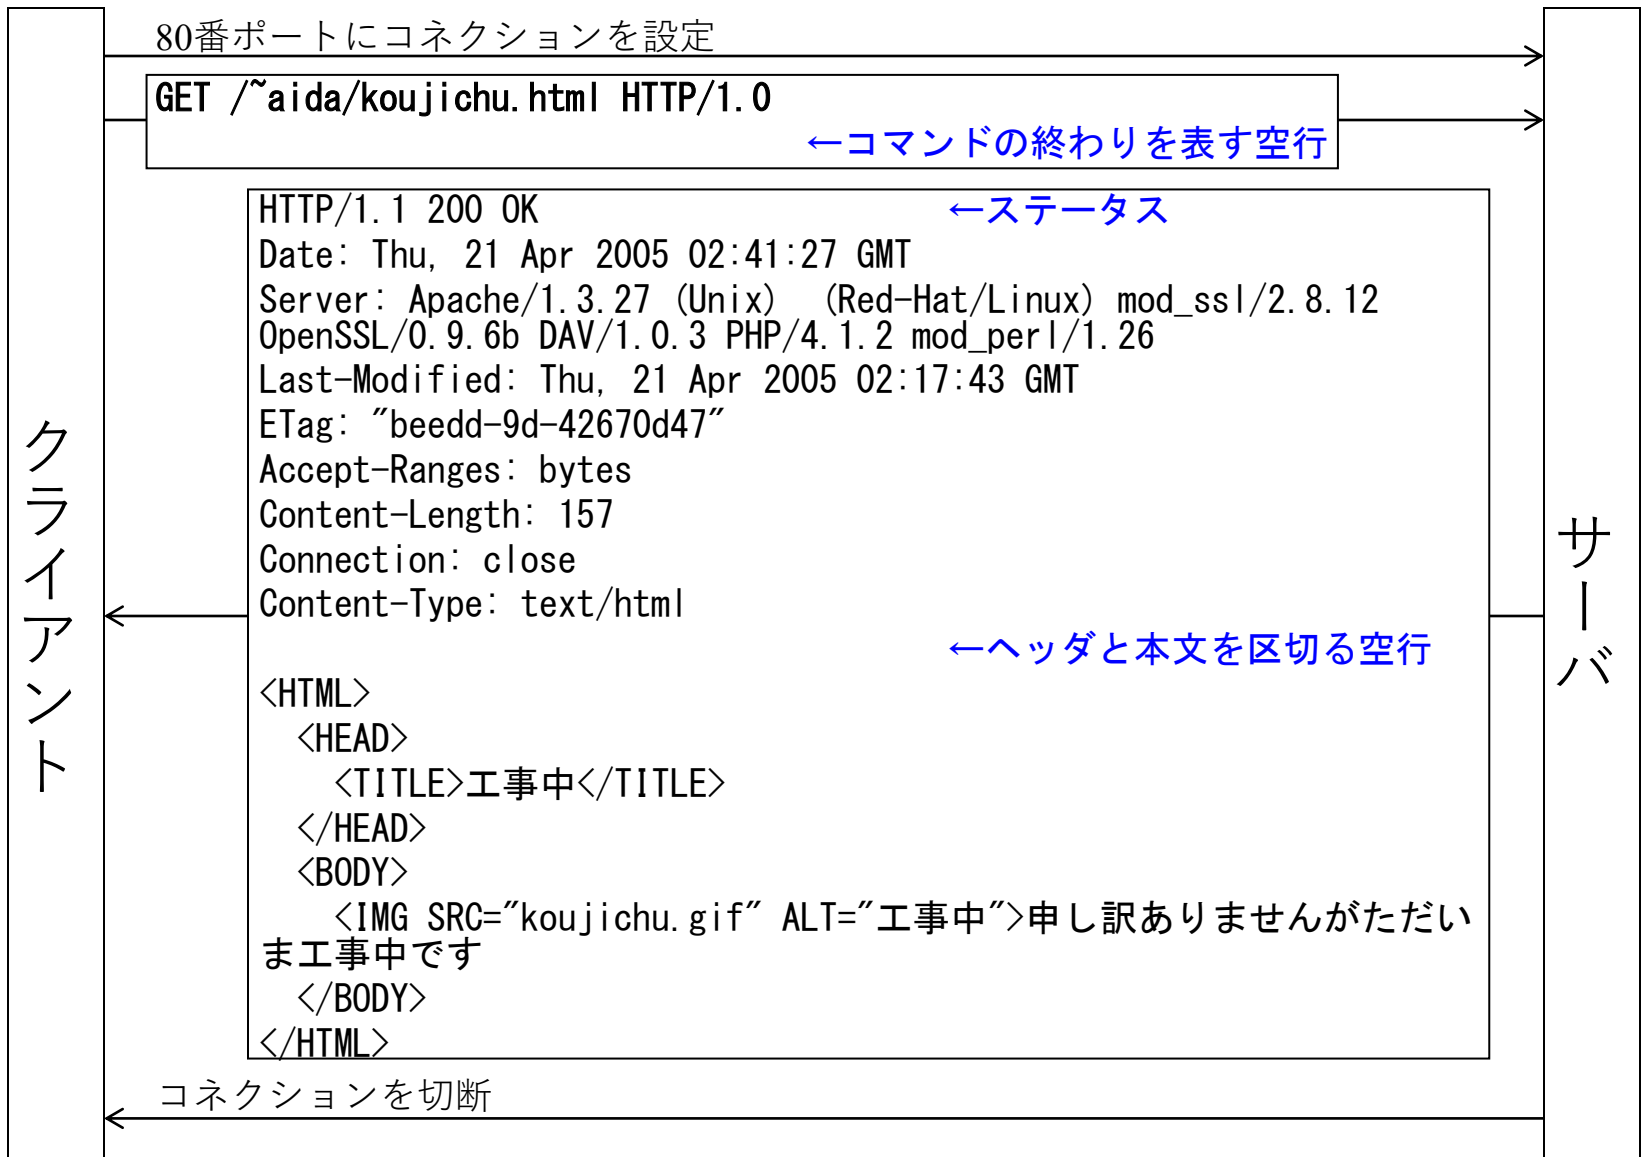 80番ポートにコネクションを設定
GET /~aida/koujichu.html HTTP/1.0
←コマンドの終わりを表す空行
HTTP/1.1 200 OK ←ステータス
Date: Thu, 21 Apr 2005 02:41:27 GMT
Server: Apache/1.3.27 (Unix) (Red-Hat/Linux) mod_ssl/2.8.12
OpenSSL/0.9.6b DAV/1.0.3 PHP/4.1.2 mod_perl/1.26
Last-Modified: Thu, 21 Apr 2005 02:17:43 GMT
ETag: "beedd-9d-42670d47"
Accept-Ranges: bytes
Content-Length: 157
Connection: close
Content-Type: text/html
←ヘッダと本文を区切る空行
<HTML>
<HEAD>
<TITLE>工事中</TITLE>
</HEAD>
<BODY>
<IMG SRC="koujichu.gif" ALT="工事中">申し訳ありませんがただい
ま工事中です
</BODY>
</HTML>
コネクションを切断
クライアント
サーバ